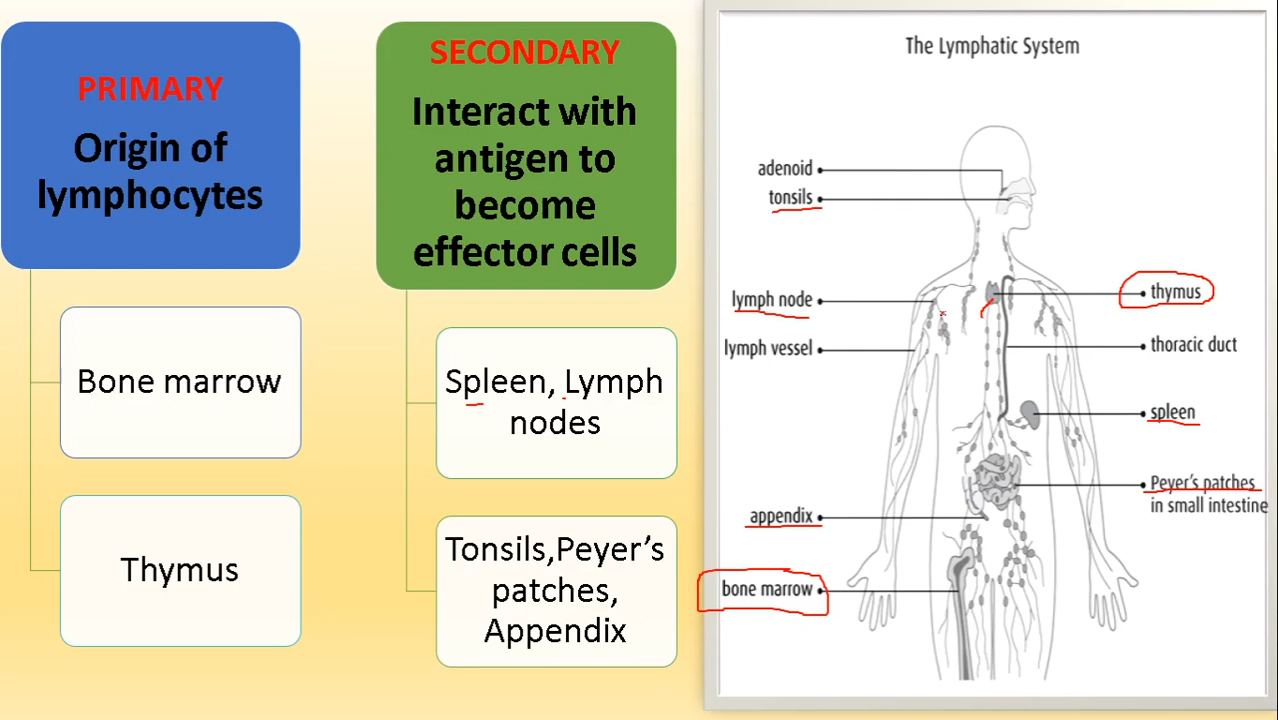 PRIMARY
Origin of
lymphocytes
Bone marrow
Thymus
SECONDARY
Interact with
antigen to
become
effector cells
Spleen, Lymph
nodes
Tonsils,Peyer’s
patches,
Appendix
The Lymphatic System
adenoid
tonsils
lymph node
lymph vessel
appendix
bone marrow
thymus
thoracic duct
spleen
Peyer’s patches
in small intestine